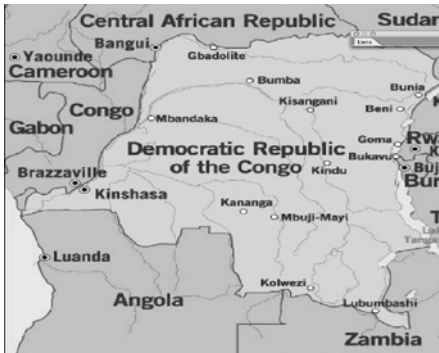 Central African Republic
Sudan
Bangui
Yaounde
Gbadolite
Cameroon
Bumba
Bunia
Congo
Kisangani
Beni
Gabon
Mbandaka
Democratic Republic
of the Congo
Goma
Bukavu
Kindu
Brazzaville
Kinshasa
Kananga
Mbuji-Mayi
Luanda
Kolwezi
Angola
Lubumbashi
Zambia